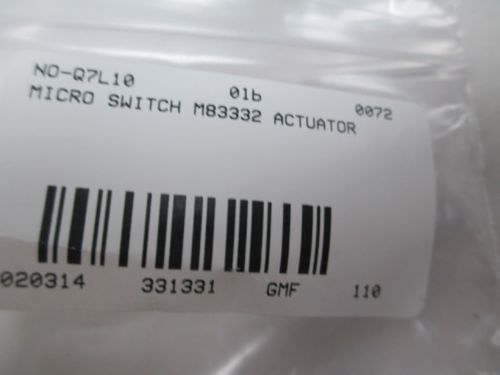 NO-Q7L10 01b 0072
MICRO SWITCH M83332 ACTUATOR
020314 331331 GMF 110